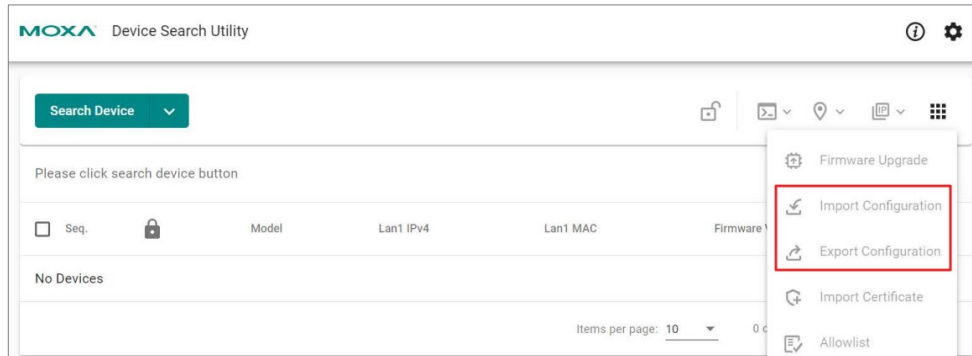 MOXA Device Search Utility
Search Device
Firmware Upgrade
Please click search device button
Import Configuration
Seq. Model Lan1 IPv4 Lan1 MAC Firmware
Export Configuration
No Devices
Import Certificate
Items per page: 10 0
Allowlist